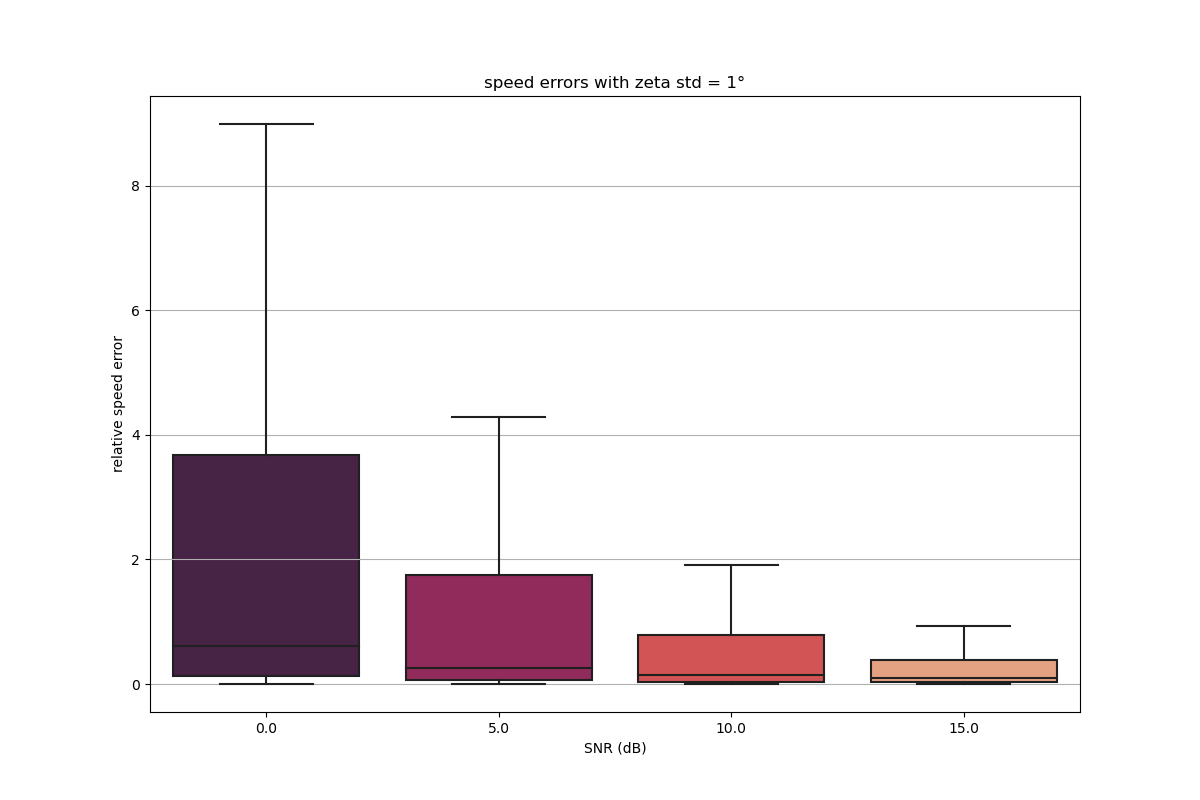 speed errors with zeta std = 1°
relative speed error
8
6
4
2
0
0.0 5.0 10.0 15.0
SNR (dB)